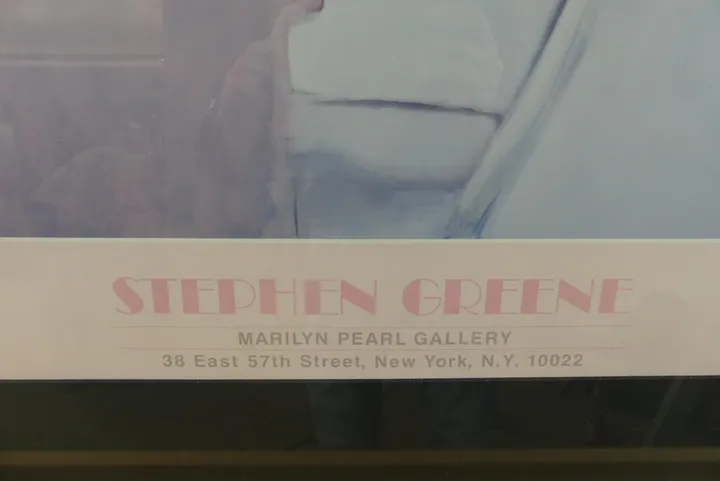 STEPHEN GREENE
MARILYN PEARL GALLERY
38 East 57th Street, New York, N.Y. 10022